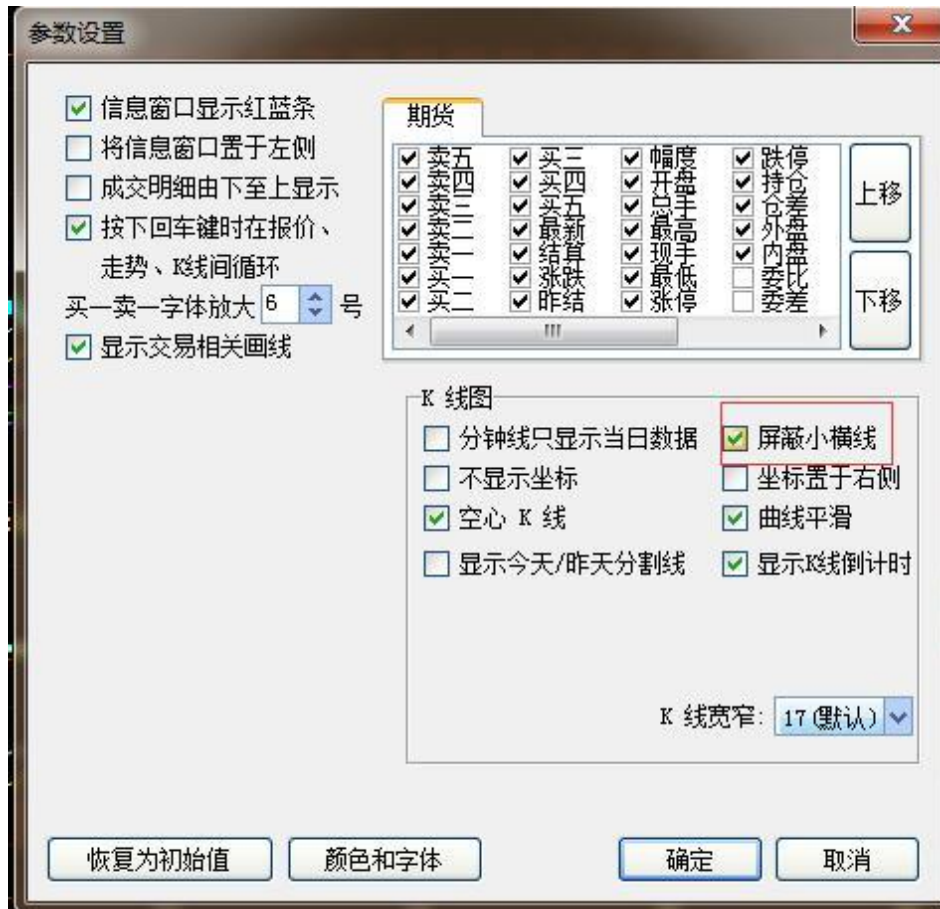 参数设置
信息窗口显示红蓝条
将信息窗口置于左侧
成交明细由下至上显示
按下回车键时在报价、
走势、K线间循环
买一卖一字体放大 6 号
显示交易相关画线
期货
卖五 买三 幅度 跌停
卖四 买四 开盘 持仓
卖三 买五 总手 仓差
卖二 最新 最高 外盘
卖一 结算 现手 内盘
买一 涨跌 最低 委比
买二 昨结 涨停 委差
上移
下移
K 线图
分钟线只显示当日数据 屏蔽小横线
不显示坐标 坐标置于右侧
空心 K 线 曲线平滑
显示今天/昨天分割线 显示K线倒计时
K 线宽窄: 17(默认)
恢复为初始值 颜色和字体 确定 取消